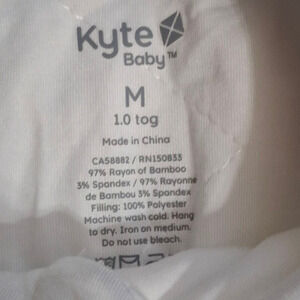 Kyte
Baby™
M
1.0 tog
Made in China
CA58882 / RN150833
97% Rayon of Bamboo
3% Spandex / 97% Rayonne
de Bambou 3% Spandex
Filling: 100% Polyester
Machine wash cold. Hang
to dry. Iron on medium.
Do not use bleach.